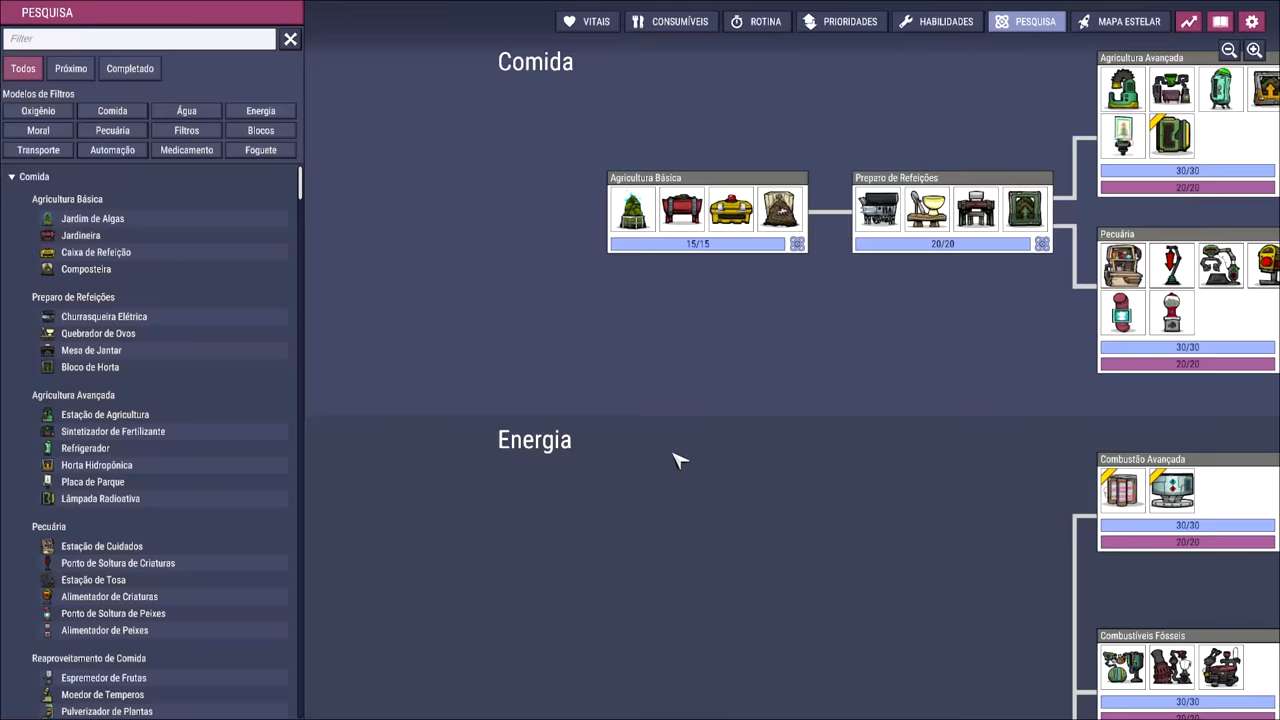 PESQUISA
VITAIS
CONSUMÍVEIS
ROTINA
PRIORIDADES
HABILIDADES
PESQUISA
MAPA ESTELAR
Filter
Todos
Próximo
Completado
Modelos de Filtros
Oxigênio
Comida
Água
Energia
Moral
Pecuária
Filtros
Blocos
Transporte
Automação
Medicamento
Foguete
Comida
Agricultura Básica
Jardim de Algas
Jardineira
Caixa de Refeição
Composteira
Preparo de Refeições
Churrasqueira Elétrica
Quebrador de Ovos
Mesa de Jantar
Bloco de Horta
Agricultura Avançada
Estação de Agricultura
Sintetizador de Fertilizante
Refrigerador
Horta Hidropônica
Placa de Parque
Lâmpada Radioativa
Pecuária
Estação de Cuidados
Ponto de Soltura de Criaturas
Estação de Tosa
Alimentador de Criaturas
Ponto de Soltura de Peixes
Alimentador de Peixes
Reaproveitamento de Comida
Espremedor de Frutas
Moedor de Temperos
Pulverizador de Plantas
Comida
Agricultura Básica
15/15
Preparo de Refeições
20/20
Agricultura Avançada
30/30
20/20
Pecuária
30/30
20/20
Energia
Combustão Avançada
30/30
20/20
Combustíveis Fósseis
30/30
20/20